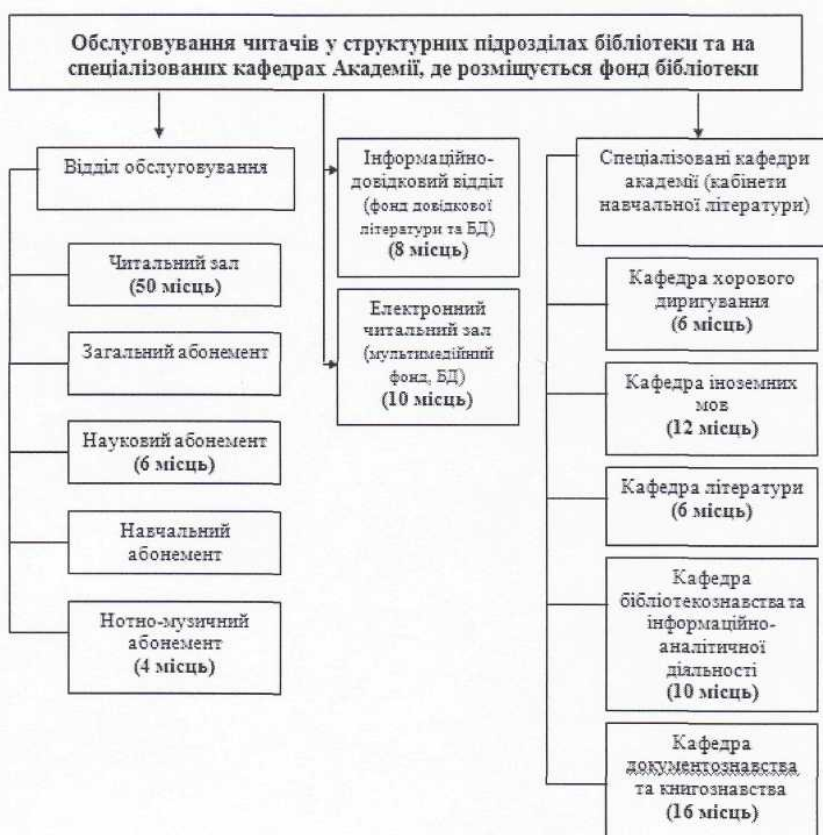 Обслуговування читачів у структурних підрозділах бібліотеки та на
спеціалізованих кафедрах Академії, де розміщується фонд бібліотеки
Відділ обслуговування
Читальний зал
(50 місць)
Загальний абонемент
Науковий абонемент
(6 місць)
Навчальний
абонемент
Нотно-музичний
абонемент
(4 місць)
Інформаційно-
довідковий відділ
(фонд довідкової
літератури та БД)
(8 місць)
Електронний
читальний зал
(мультимедійний
фонд, БД)
(10 місць)
Спеціалізовані кафедри
академії (кабінети
навчальної літератури)
Кафедра хорового
диригування
(6 місць)
Кафедра іноземних
мов
(12 місць)
Кафедра літератури
(6 місць)
Кафедра
бібліотекознавства та
інформаційно-
аналітичної
діяльності
(10 місць)
Кафедра
документознавства
та книгознавства
(16 місць)